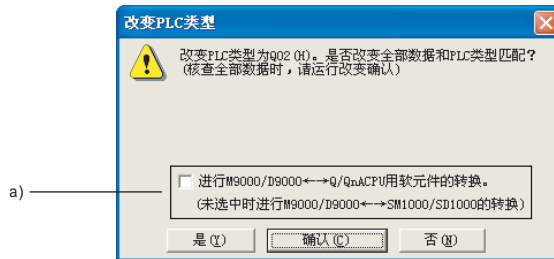 改变PLC类型
改变PLC类型为Q02(H)。是否改变全部数据和PLC类型匹配?
(核查全部数据时，请运行改变确认)
a)
进行M9000/D9000←→Q/QnACPU用软元件的转换。
(未选中时进行M9000/D9000←→SM1000/SD1000的转换)
是(Y) 确认(C) 否(N)